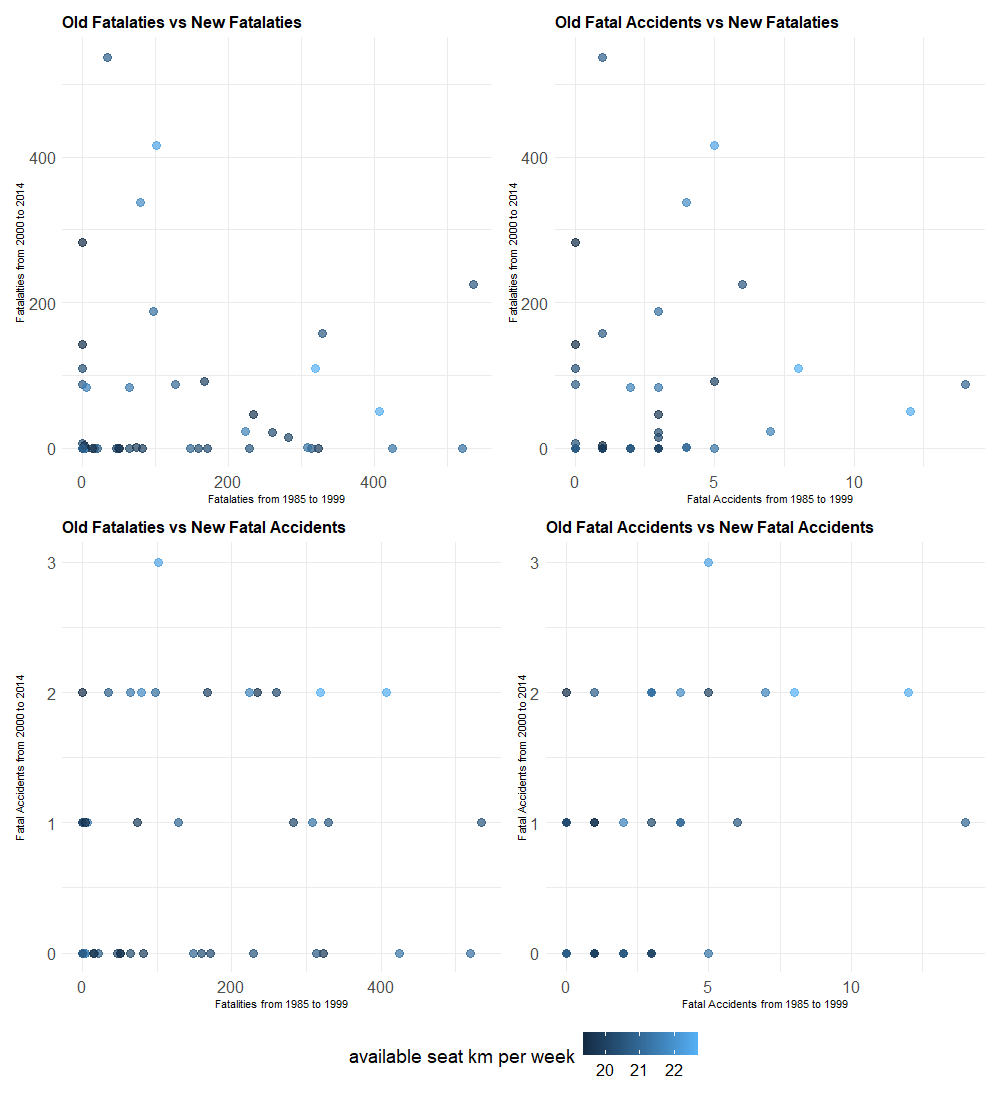 Old Fatalaties vs New Fatalaties
Old Fatal Accidents vs New Fatalaties
Fatalalties from 2000 to 2014
400
200
0
0 200 400
Fatalaties from 1985 to 1999
Fatalalties from 2000 to 2014
400
200
0
0 5 10
Fatal Accidents from 1985 to 1999
Old Fatalaties vs New Fatal Accidents
Old Fatal Accidents vs New Fatal Accidents
Fatal Accidents from 2000 to 2014
3
2
1
0
0 200 400
Fatalities from 1985 to 1999
Fatal Accidents from 2000 to 2014
3
2
1
0
0 5 10
Fatal Accidents from 1985 to 1999
available seat km per week
20 21 22